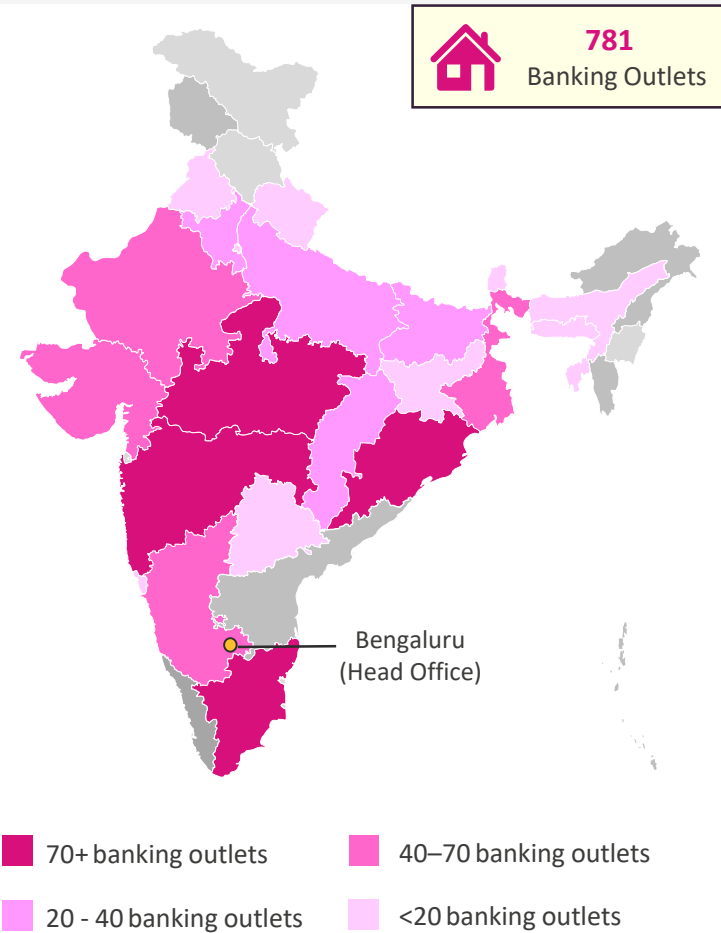 781
Banking Outlets
Bengaluru
(Head Office)
70+ banking outlets
40–70 banking outlets
20 - 40 banking outlets
<20 banking outlets